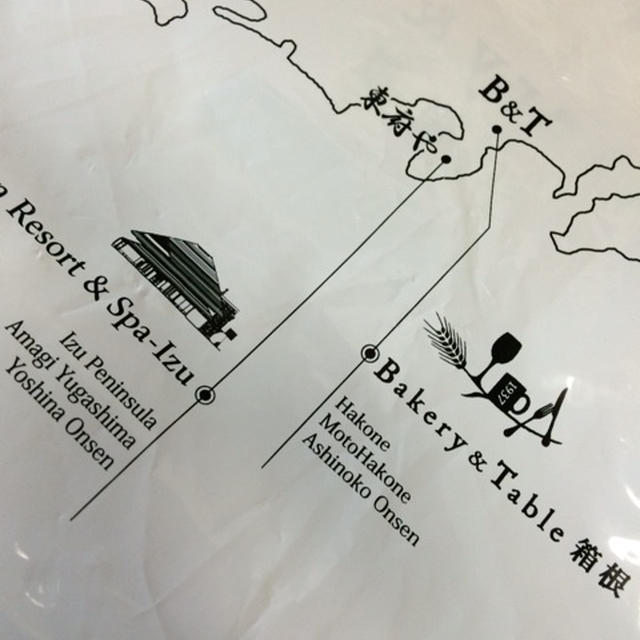 B&T
東府や
Resort & Spa-Izu
Izu Peninsula
Amagi Yugashima
Yoshina Onsen
1937
Bakery & Table 箱根
Hakone
MotoHakone
Ashinoko Onsen